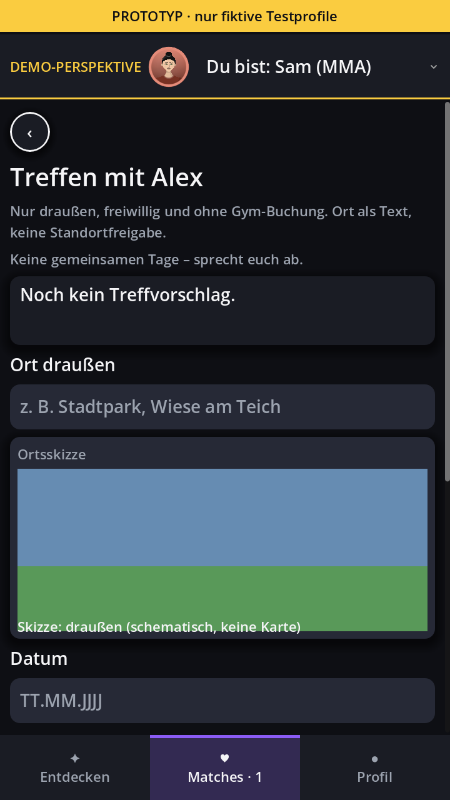 PROTOTYP · nur fiktive Testprofile
DEMO-PERSPEKTIVE
Du bist: Sam (MMA)
Treffen mit Alex
Nur draußen, freiwillig und ohne Gym-Buchung. Ort als Text,
keine Standortfreigabe.
Keine gemeinsamen Tage – sprecht euch ab.
Noch kein Treffvorschlag.
Ort draußen
z. B. Stadtpark, Wiese am Teich
Ortsskizze
Skizze: draußen (schematisch, keine Karte)
Datum
TT.MM.JJJJ
Entdecken
Matches · 1
Profil